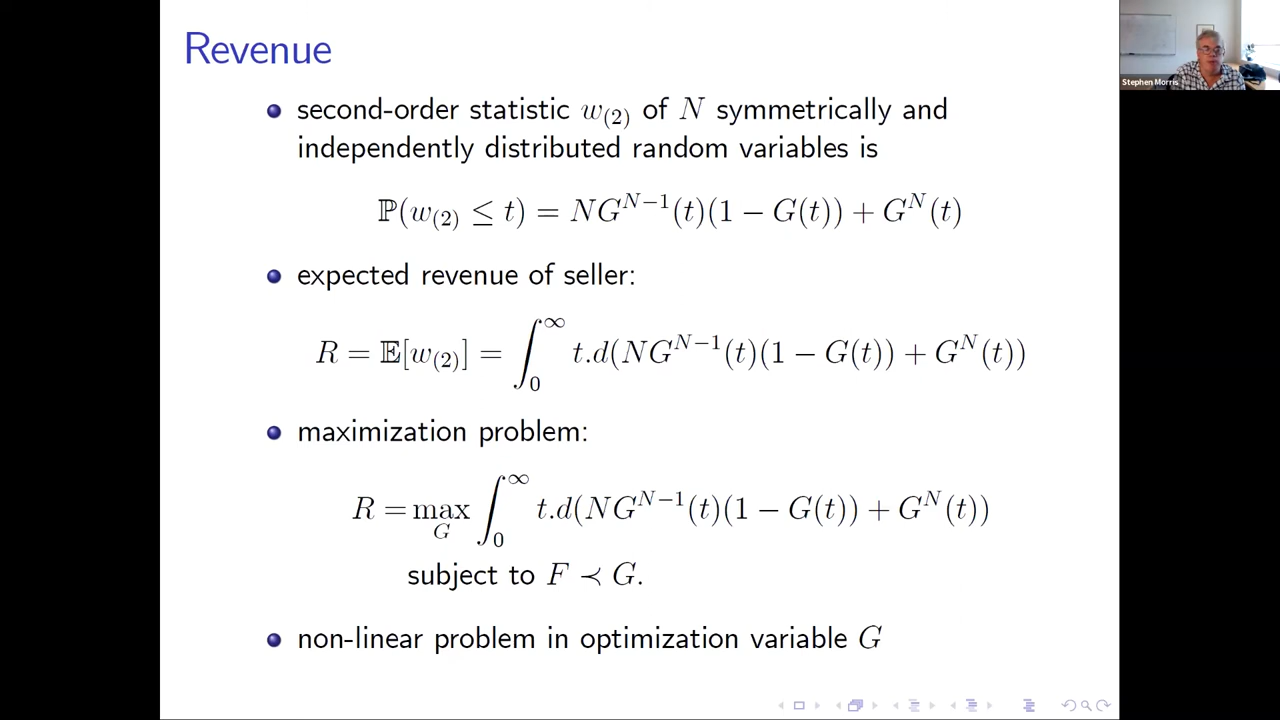 Revenue
second-order statistic w₍₂₎ of N symmetrically and
independently distributed random variables is
ℙ(w₍₂₎ ≤ t) = NG^{N−1}(t)(1 − G(t)) + G^N(t)
expected revenue of seller:
R = 𝔼[w₍₂₎] = ∫_0^∞ t.d(NG^{N−1}(t)(1 − G(t)) + G^N(t))
maximization problem:
R = max_G ∫_0^∞ t.d(NG^{N−1}(t)(1 − G(t)) + G^N(t))
subject to F ≺ G.
non-linear problem in optimization variable G
Stephen Morris